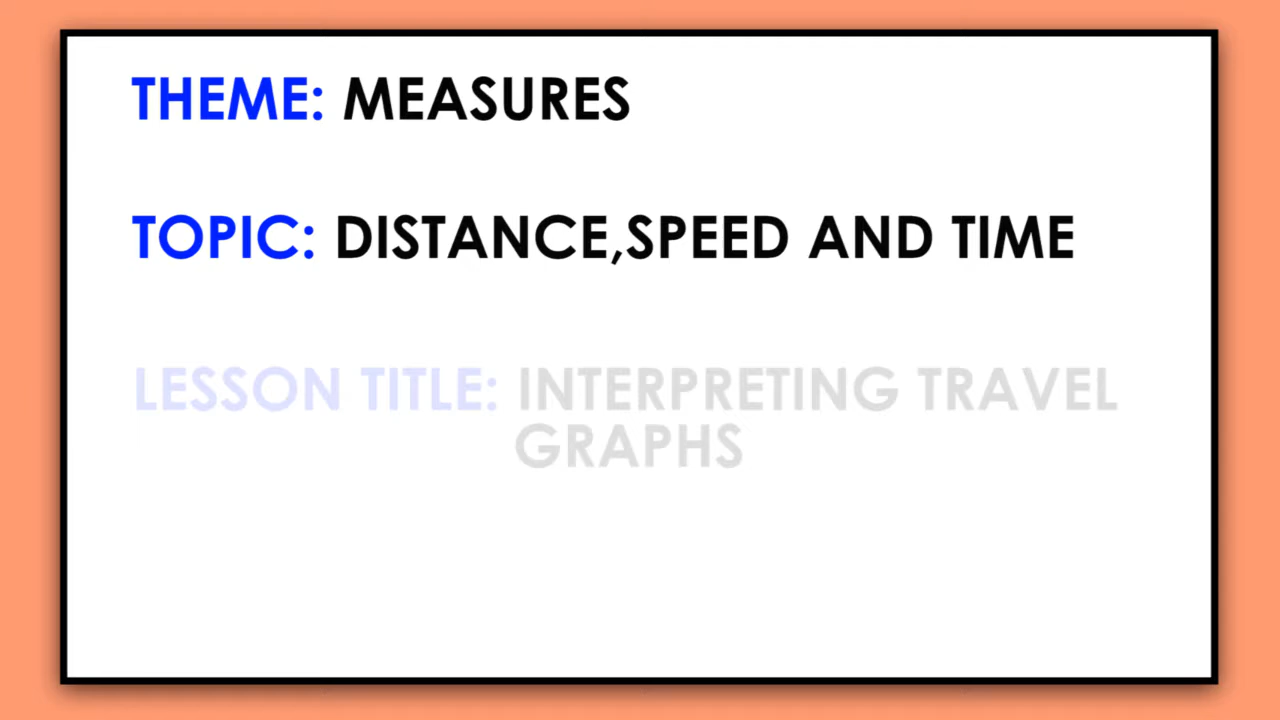 THEME: MEASURES
TOPIC: DISTANCE,SPEED AND TIME
LESSON TITLE: INTERPRETING TRAVEL
GRAPHS